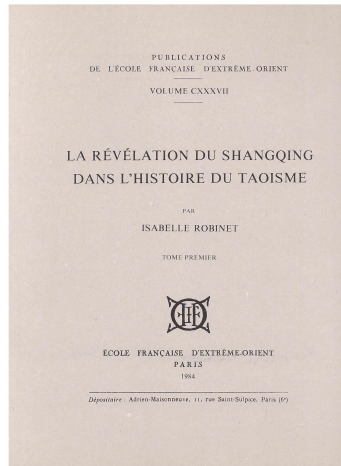 PUBLICATIONS
DE L'ÉCOLE FRANÇAISE D'EXTRÊME-ORIENT
VOLUME CXXXVII
LA RÉVÉLATION DU SHANGQING
DANS L'HISTOIRE DU TAOISME
PAR
ISABELLE ROBINET
TOME PREMIER
ÉCOLE FRANÇAISE D'EXTRÊME-ORIENT
PARIS
1984
Dépositaire : Adrien-Maisonneuve, 11, rue Saint-Sulpice, Paris (6e)